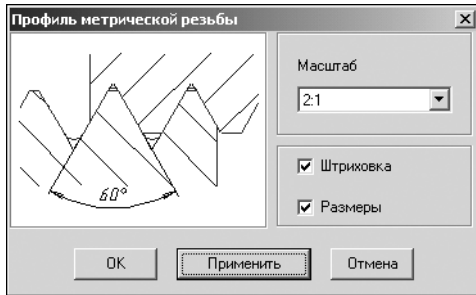 Профиль метрической резьбы
Масштаб
2:1
60°
Штриховка
Размеры
OK
Применить
Отмена